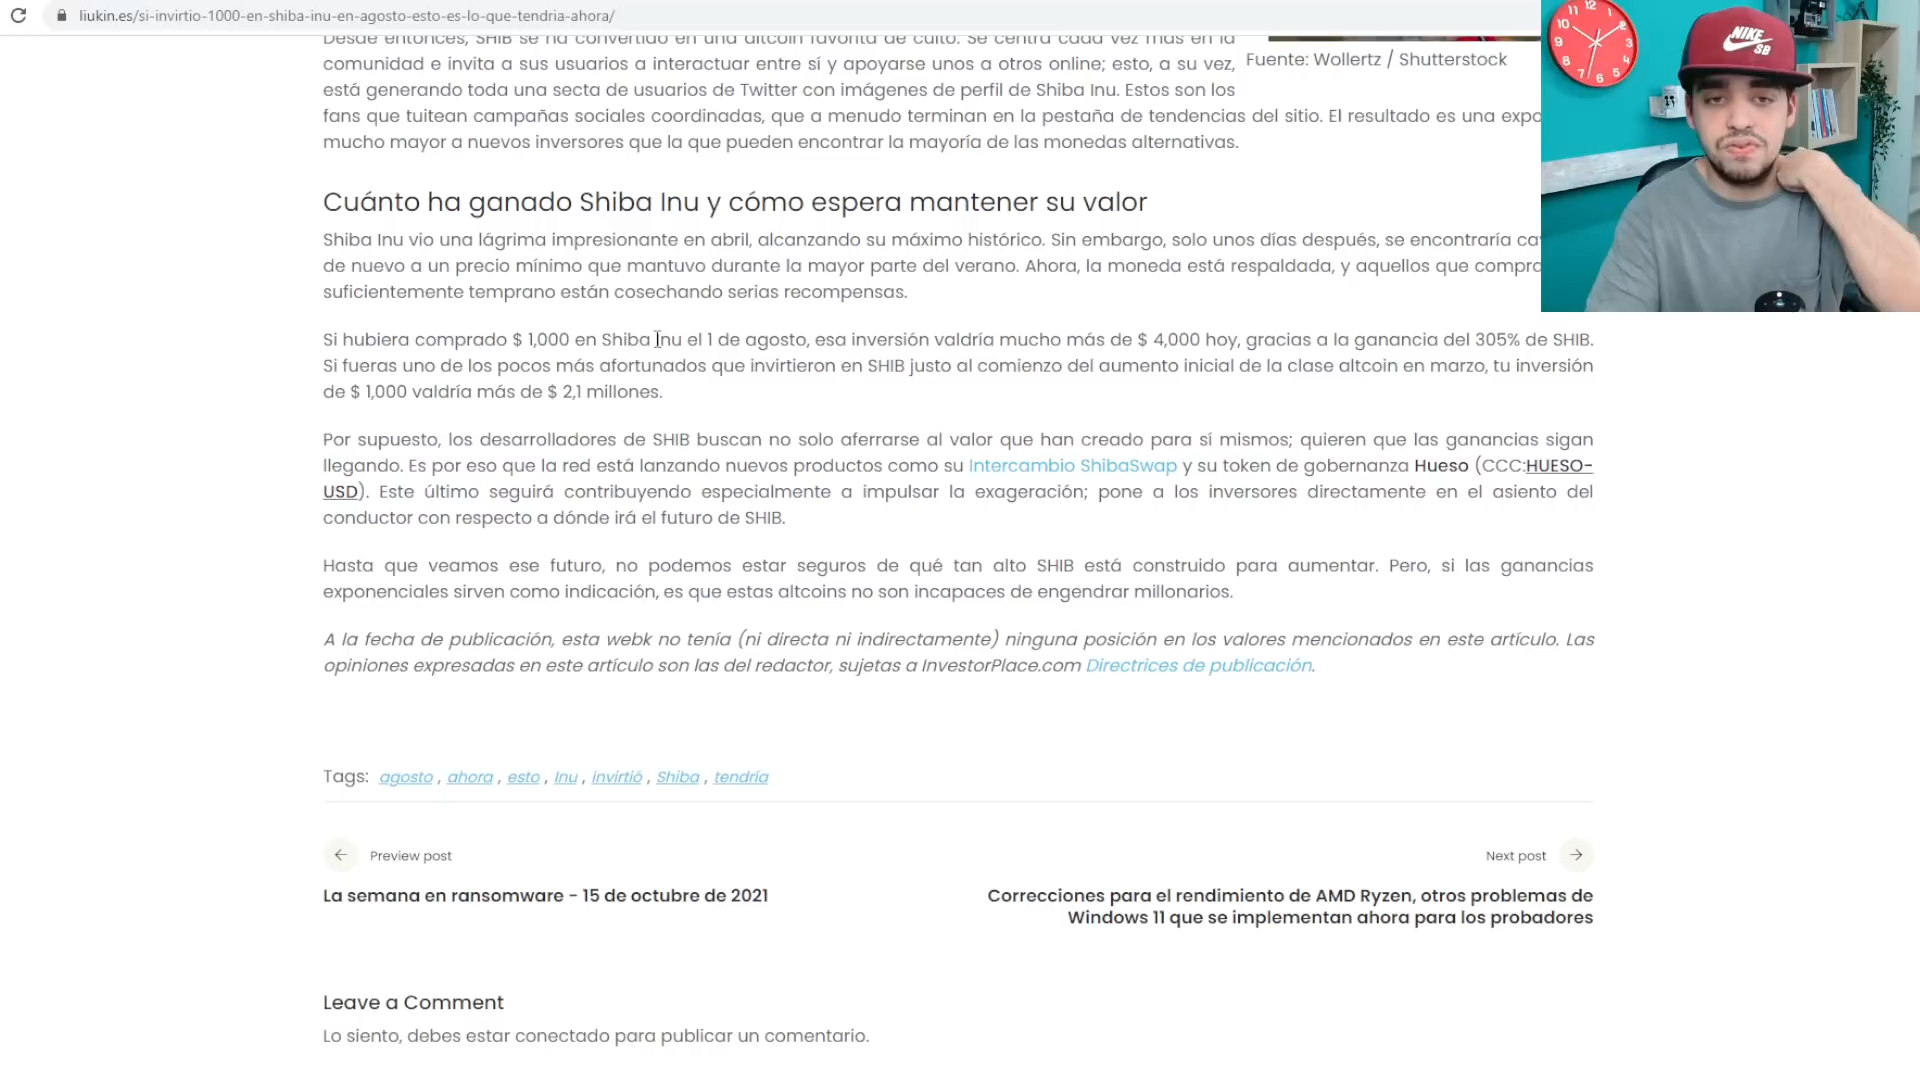 liukin.es/si-invirtio-1000-en-shiba-inu-en-agosto-esto-es-lo-que-tendria-ahora/
Desde entonces, SHIB se ha convertido en una altcoin favorita de culto. Se centra cada vez más en la
comunidad e invita a sus usuarios a interactuar entre sí y apoyarse unos a otros online; esto, a su vez,
Fuente: Wollertz / Shutterstock
está generando toda una secta de usuarios de Twitter con imágenes de perfil de Shiba Inu. Estos son los
fans que tuitean campañas sociales coordinadas, que a menudo terminan en la pestaña de tendencias del sitio. El resultado es una
mucho mayor a nuevos inversores que la que pueden encontrar la mayoría de las monedas alternativas.
Cuánto ha ganado Shiba Inu y cómo espera mantener su valor
Shiba Inu vio una lágrima impresionante en abril, alcanzando su máximo histórico. Sin embargo, solo unos días después, se encontraría
de nuevo a un precio mínimo que mantuvo durante la mayor parte del verano. Ahora, la moneda está respaldada, y aquellos que
suficientemente temprano están cosechando serias recompensas.
Si hubiera comprado $ 1,000 en Shiba Inu el 1 de agosto, esa inversión valdría mucho más de $ 4,000 hoy, gracias a la ganancia del 305% de SHIB.
Si fueras uno de los pocos más afortunados que invirtieron en SHIB justo al comienzo del aumento inicial de la clase altcoin en marzo, tu inversión
de $ 1,000 valdría más de $ 2,1 millones.
Por supuesto, los desarrolladores de SHIB buscan no solo aferrarse al valor que han creado para sí mismos; quieren que las ganancias sigan
llegando. Es por eso que la red está lanzando nuevos productos como su Intercambio ShibaSwap y su token de gobernanza Hueso (CCC:HUESO-
USD). Este último seguirá contribuyendo especialmente a impulsar la exageración; pone a los inversores directamente en el asiento del
conductor con respecto a dónde irá el futuro de SHIB.
Hasta que veamos ese futuro, no podemos estar seguros de qué tan alto SHIB está construido para aumentar. Pero, si las ganancias
exponenciales sirven como indicación, es que estas altcoins no son incapaces de engendrar millonarios.
A la fecha de publicación, esta webk no tenía (ni directa ni indirectamente) ninguna posición en los valores mencionados en este artículo. Las
opiniones expresadas en este artículo son las del redactor, sujetas a InvestorPlace.com Directrices de publicación.
Tags: agosto , ahora , esto , Inu , invirtió , Shiba , tendría
Preview post
Next post
La semana en ransomware - 15 de octubre de 2021
Correcciones para el rendimiento de AMD Ryzen, otros problemas de
Windows 11 que se implementan ahora para los probadores
Leave a Comment
Lo siento, debes estar conectado para publicar un comentario.
11 12 1
10 2
9 3
8 4
7 6 5
NIKE
SB